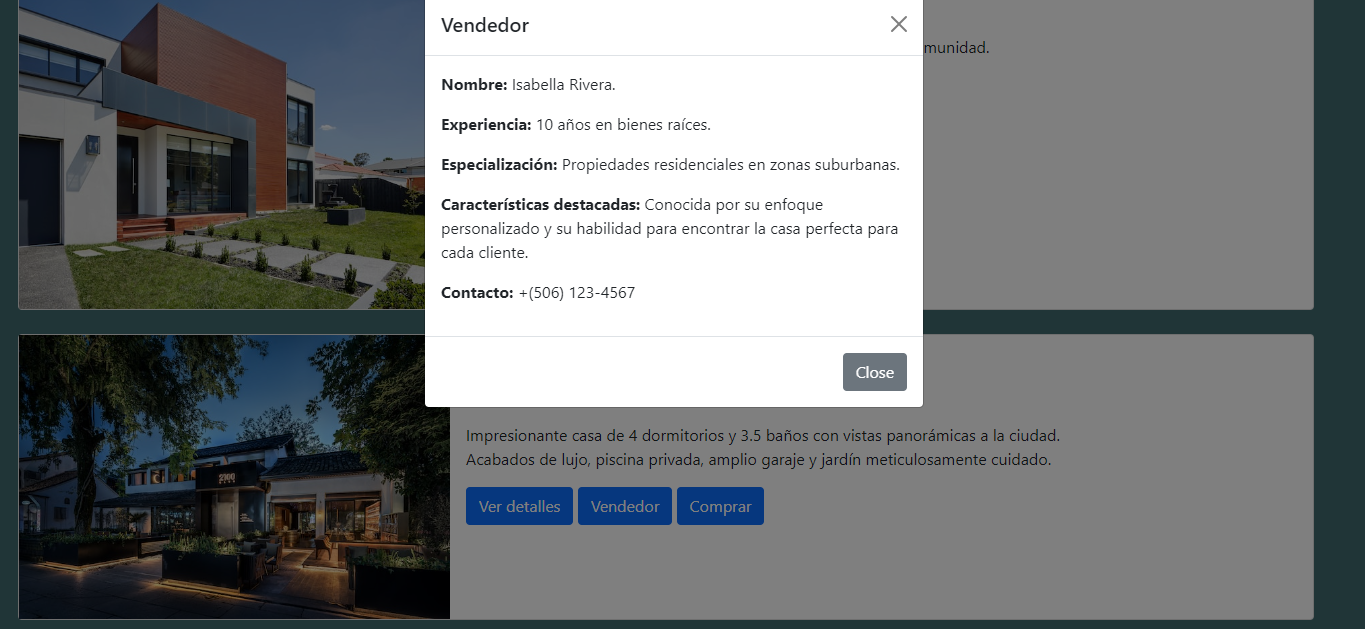 Vendedor
munidad.
Nombre: Isabella Rivera.
Experiencia: 10 años en bienes raíces.
Especialización: Propiedades residenciales en zonas suburbanas.
Características destacadas: Conocida por su enfoque
personalizado y su habilidad para encontrar la casa perfecta para
cada cliente.
Contacto: +(506) 123-4567
Close
Impresionante casa de 4 dormitorios y 3.5 baños con vistas panorámicas a la ciudad.
Acabados de lujo, piscina privada, amplio garaje y jardín meticulosamente cuidado.
Ver detalles Vendedor Comprar